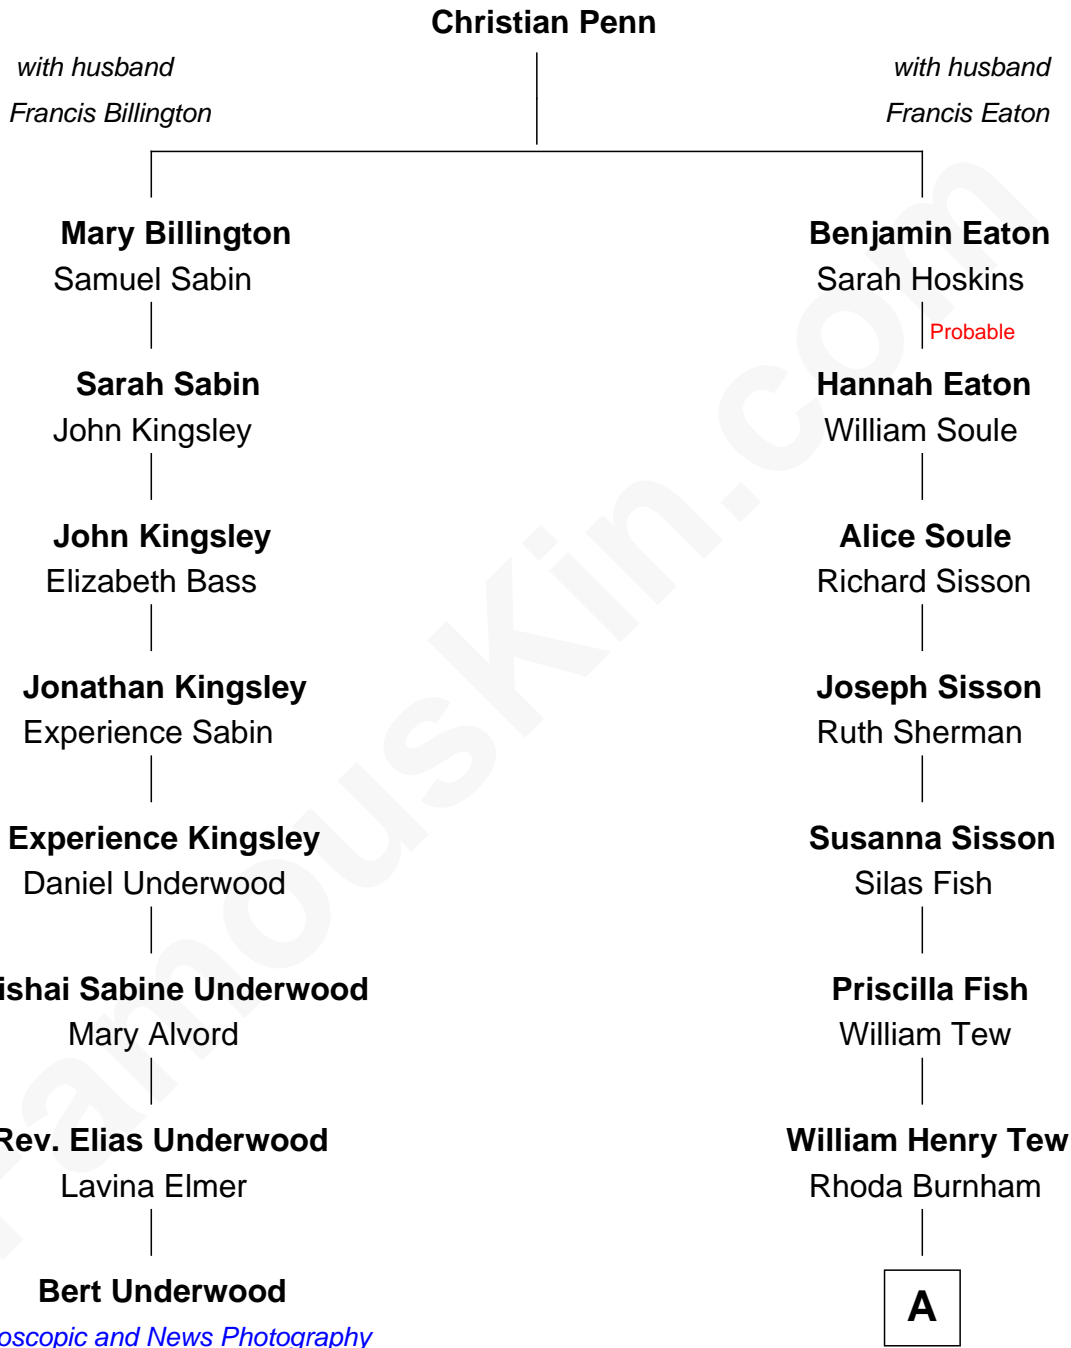 Christian Penn
with husband
Francis Billington
with husband
Francis Eaton
Mary Billington
Samuel Sabin
Benjamin Eaton
Sarah Hoskins
Probable
Sarah Sabin
John Kingsley
Hannah Eaton
William Soule
John Kingsley
Elizabeth Bass
Alice Soule
Richard Sisson
Jonathan Kingsley
Experience Sabin
Joseph Sisson
Ruth Sherman
Experience Kingsley
Daniel Underwood
Susanna Sisson
Silas Fish
Sabine Underwood
Mary Alvord
Priscilla Fish
William Tew
Rev. Elias Underwood
Lavina Elmer
William Henry Tew
Rhoda Burnham
Bert Underwood
and News Photography
A
FamousKin.com